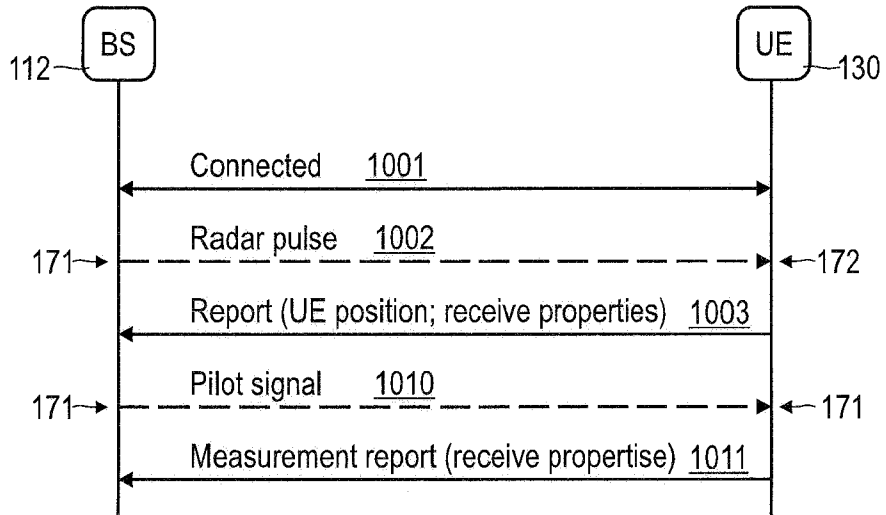 BS
UE
112
130
Connected 1001
Radar pulse 1002
171
172
Report (UE position; receive properties) 1003
Pilot signal 1010
171
171
Measurement report (receive propertise) 1011